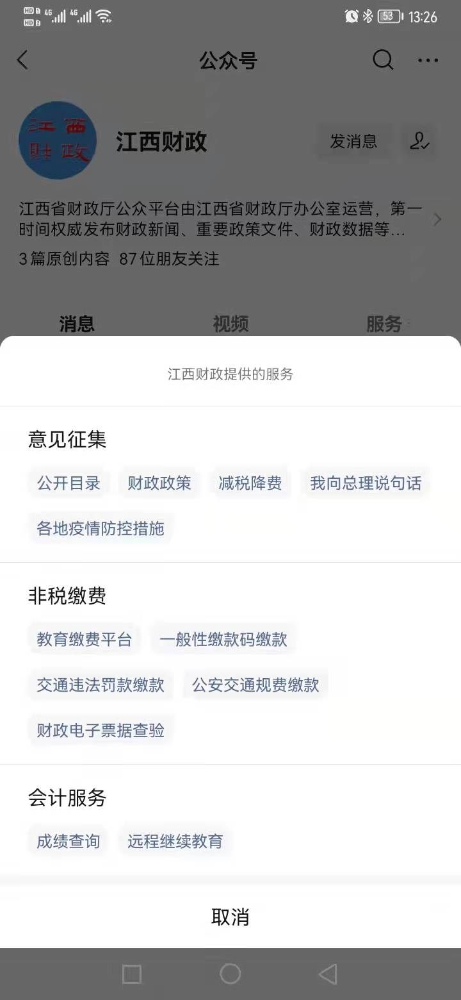 HD 1 4G 4G 53 13:26
HD 2
公众号
江西
财政
江西财政
发消息
江西省财政厅公众平台由江西省财政厅办公室运营，第一
时间权威发布财政新闻、重要政策文件、财政数据等...
3篇原创内容 87位朋友关注
消息 视频 服务
江西财政提供的服务
意见征集
公开目录 财政政策 减税降费 我向总理说句话
各地疫情防控措施
非税缴费
教育缴费平台 一般性缴款码缴款
交通违法罚款缴款 公安交通规费缴款
财政电子票据查验
会计服务
成绩查询 远程继续教育
取消